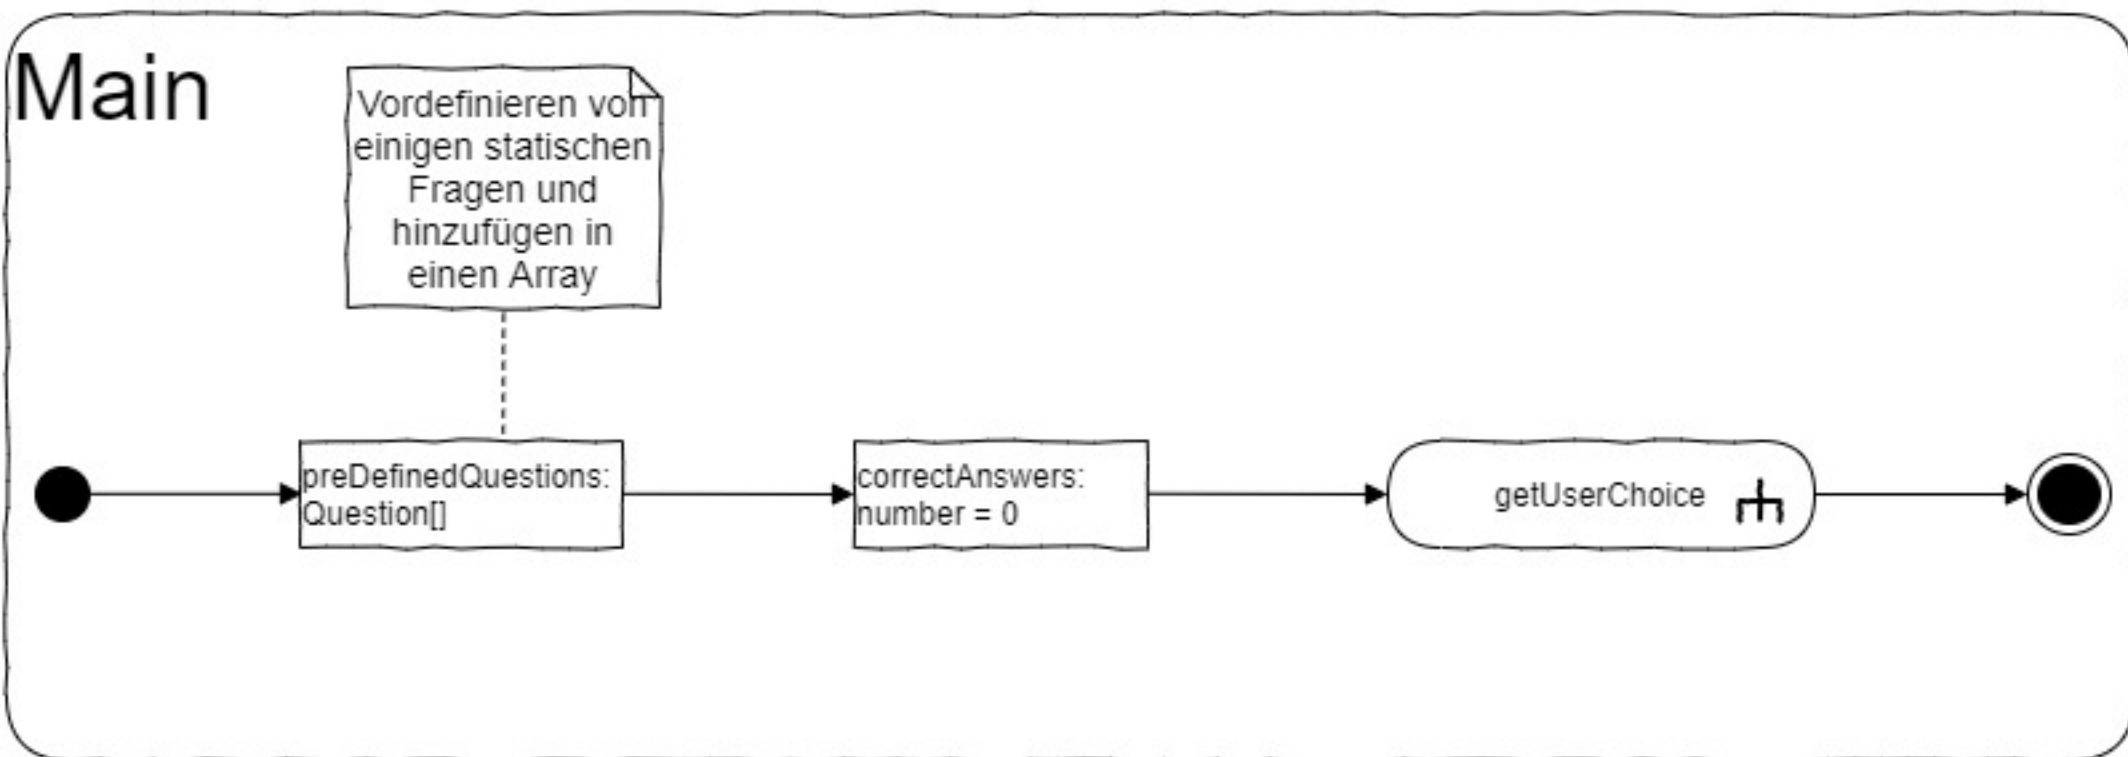 Main
Vordefinieren von
einigen statischen
Fragen und
hinzufügen in
einen Array
preDefinedQuestions:
Question[]
correctAnswers:
number = 0
getUserChoice